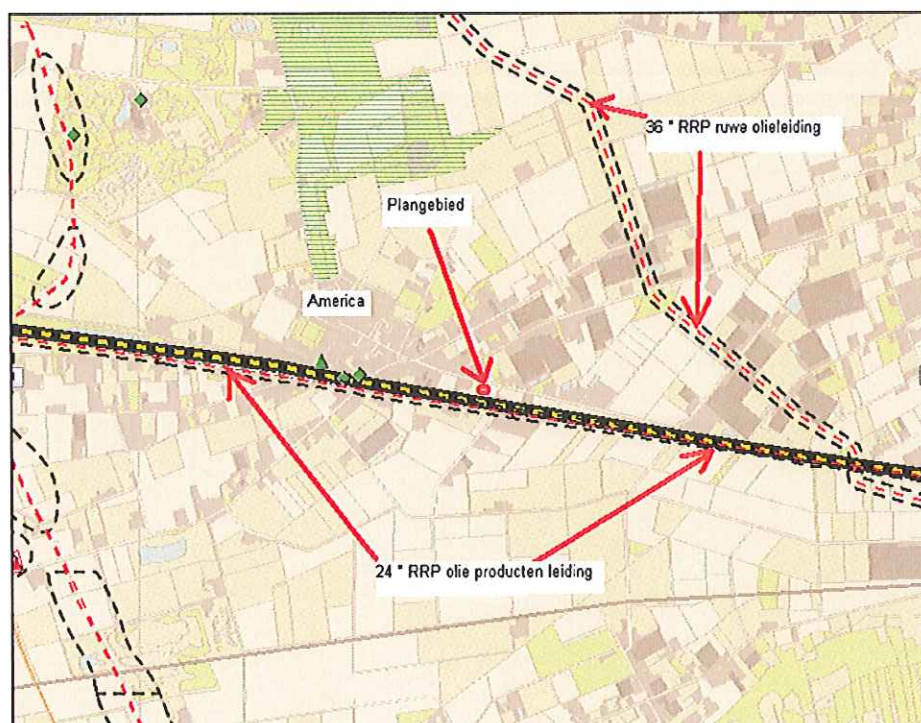 36 " RRP ruwe olieleiding
Plangebied
America
24 " RRP olie producten leiding